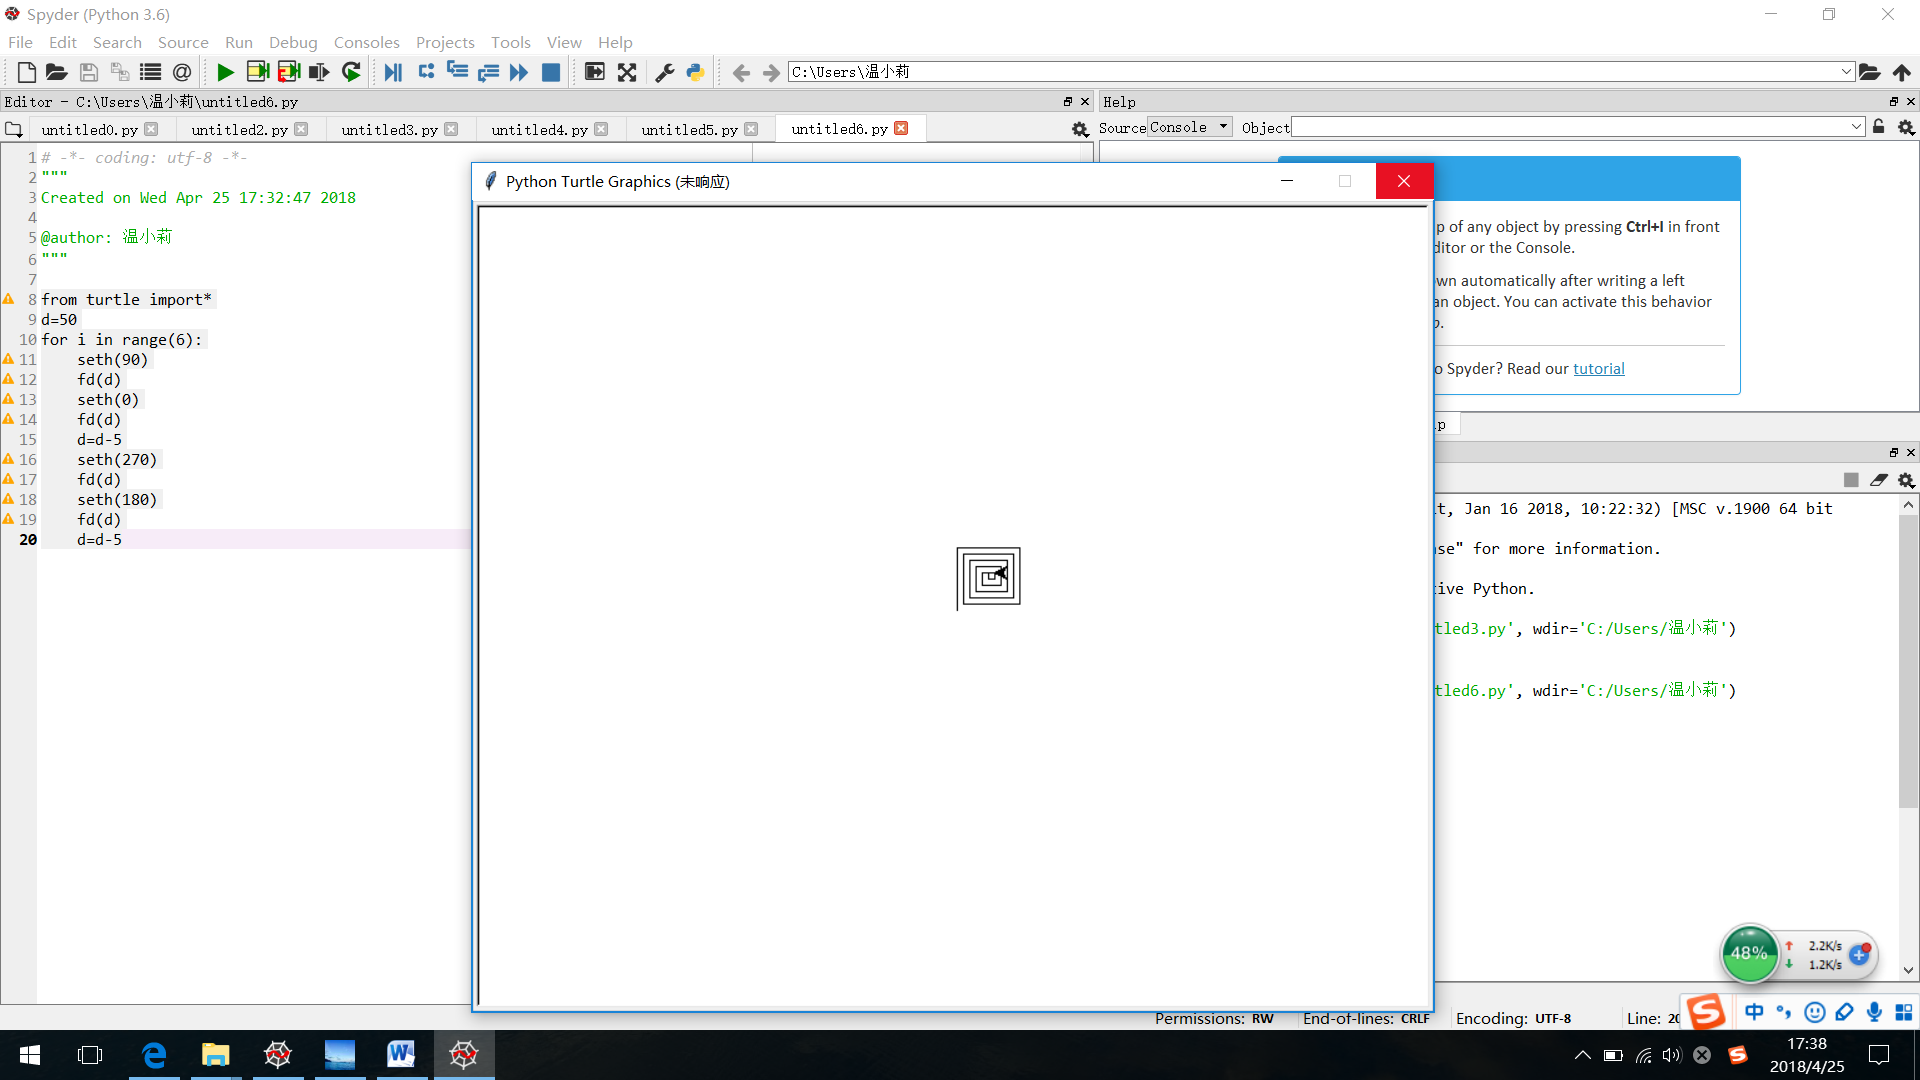 Spyder (Python 3.6)
File Edit Search Source Run Debug Consoles Projects Tools View Help
C:\Users\温小莉
Editor - C:\Users\温小莉\untitled6.py
Help
untitled0.py untitled2.py untitled3.py untitled4.py untitled5.py untitled6.py
Source Console Object
1 # -*- coding: utf-8 -*-
2 """
3 Created on Wed Apr 25 17:32:47 2018
4
5 @author: 温小莉
6 """
7
8 from turtle import*
9 d=50
10 for i in range(6):
11 seth(90)
12 fd(d)
13 seth(0)
14 fd(d)
15 d=d-5
16 seth(270)
17 fd(d)
18 seth(180)
19 fd(d)
20 d=d-5
Python Turtle Graphics (未响应)
p of any object by pressing Ctrl+I in front
ditor or the Console.
wn automatically after writing a left
an object. You can activate this behavior
to Spyder? Read our tutorial
lp
t, Jan 16 2018, 10:22:32) [MSC v.1900 64 bit
nse" for more information.
tive Python.
tled3.py', wdir='C:/Users/温小莉')
tled6.py', wdir='C:/Users/温小莉')
48%
2.2K/s
1.2K/s
Permissions: RW End-of-lines: CRLF Encoding: UTF-8 Line: 20
中
17:38
2018/4/25